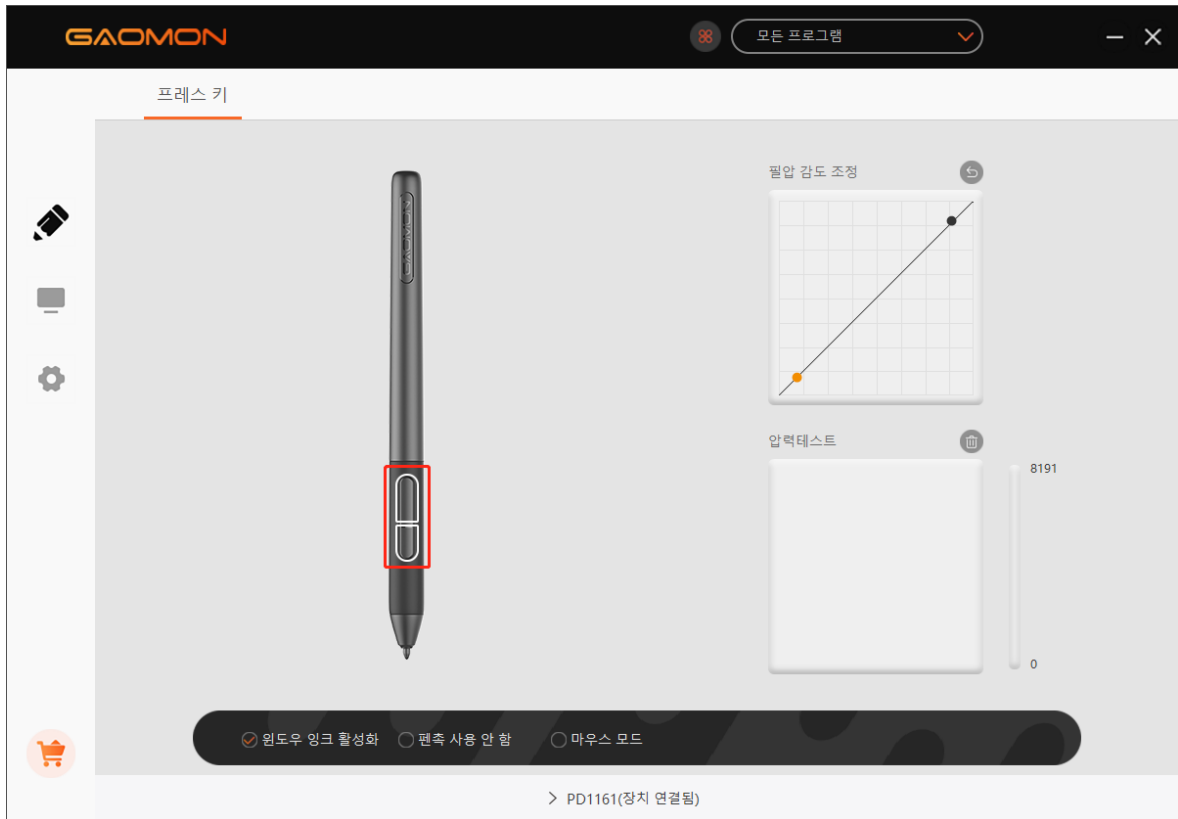 GAOMON
모든 프로그램
프레스 키
필압 감도 조정
GAOMON
압력테스트
8191
0
윈도우 잉크 활성화 펜촉 사용 안 함 마우스 모드
PD1161(장치 연결됨)